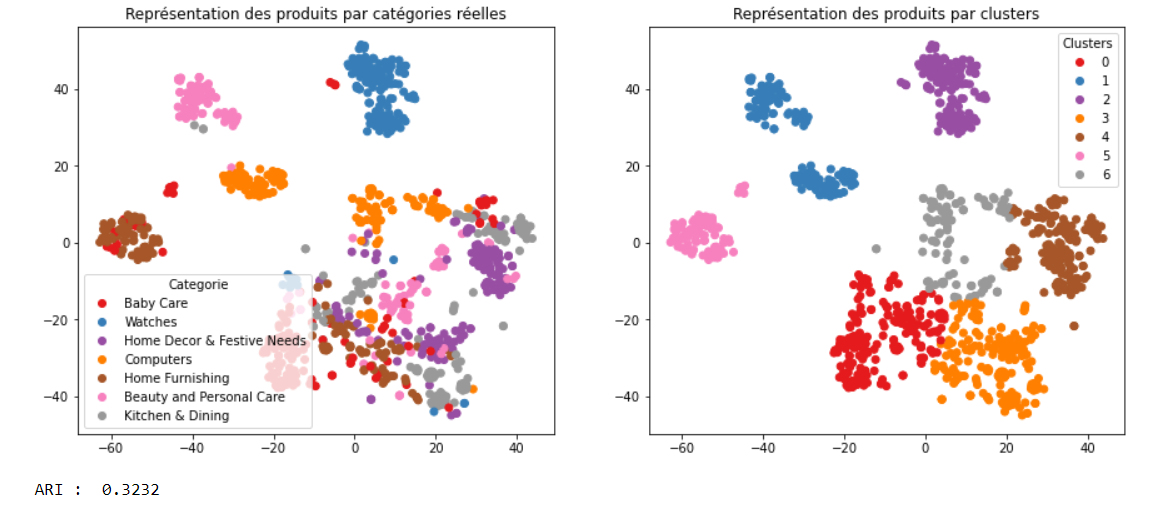 Représentation des produits par catégories réelles
40
20
0
−20
−40
−60
−40
−20
0
20
40
Categorie
Baby Care
Watches
Home Decor & Festive Needs
Computers
Home Furnishing
Beauty and Personal Care
Kitchen & Dining
Représentation des produits par clusters
40
20
0
−20
−40
−60
−40
−20
0
20
40
Clusters
0
1
2
3
4
5
6
ARI :  0.3232